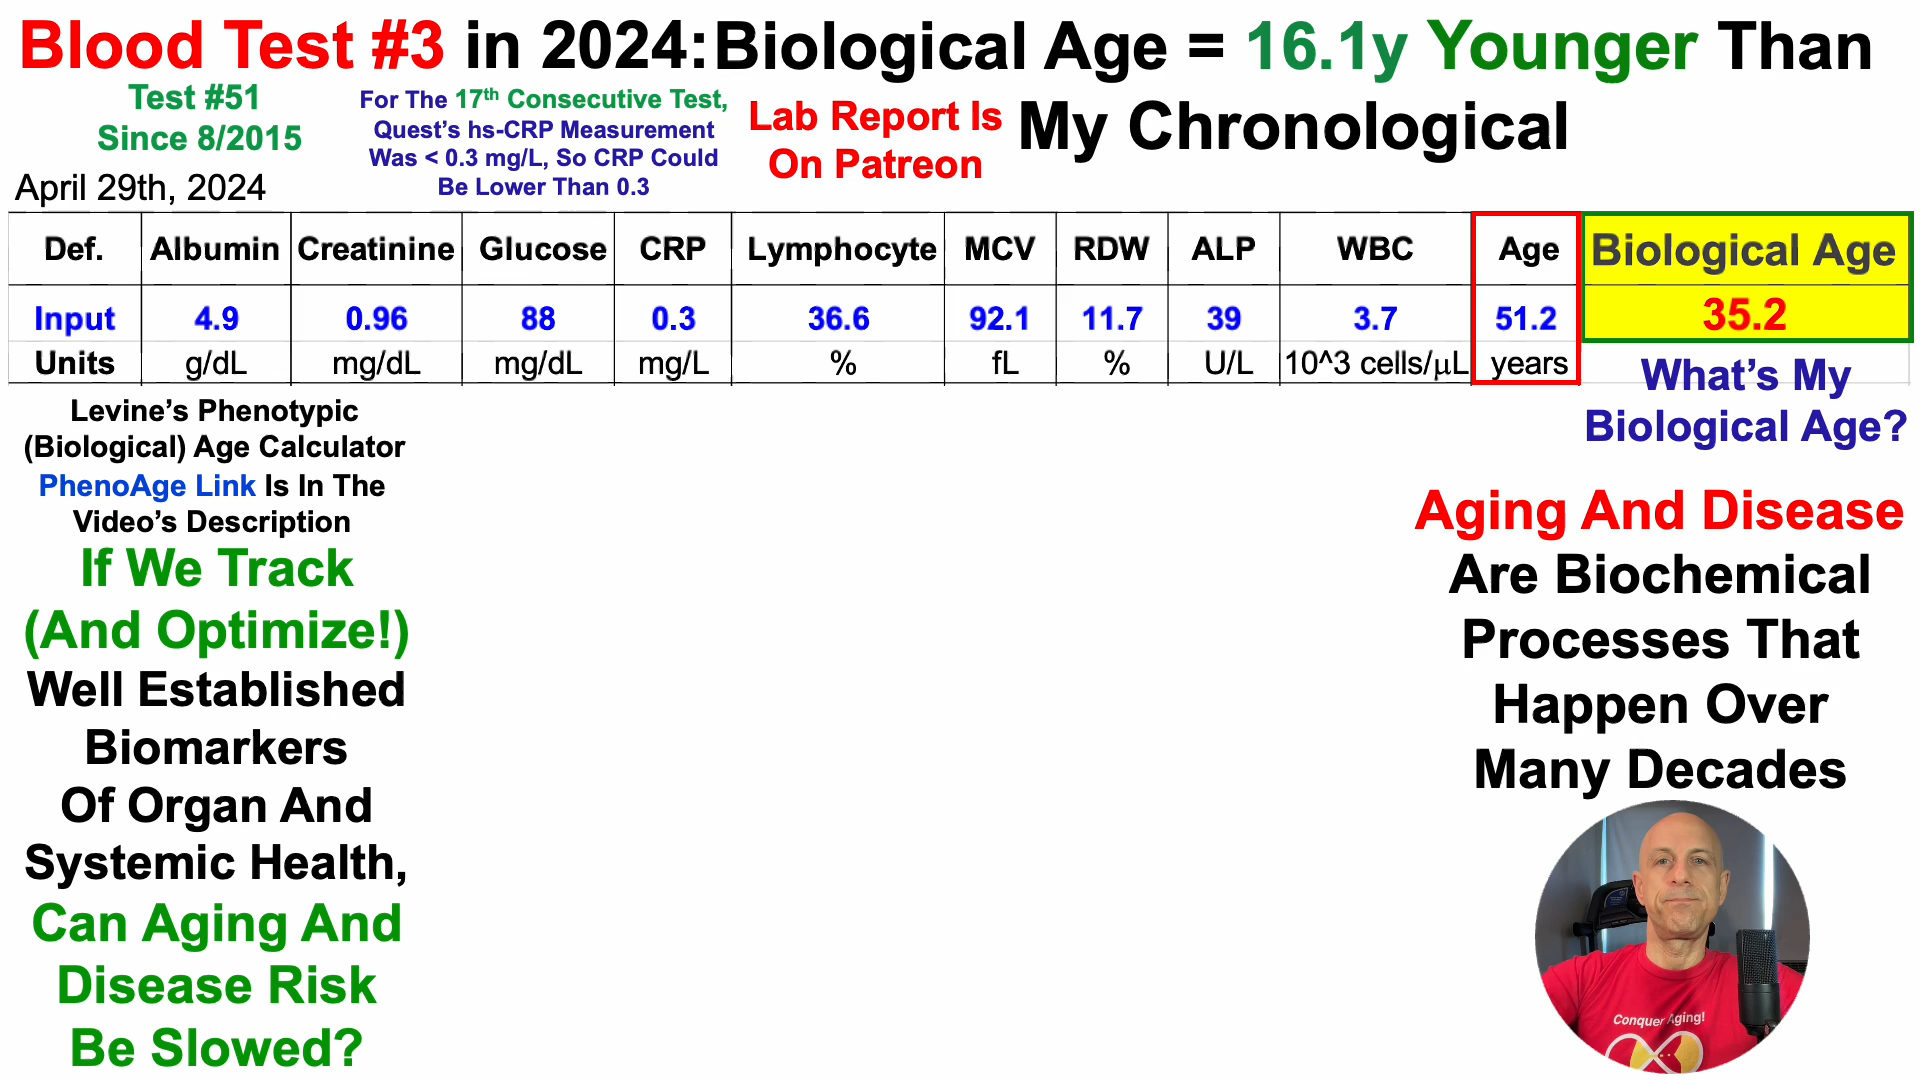 Blood Test #3 in 2024: Biological Age = 16.1y Younger Than
My Chronological
Test #51
Since 8/2015
For The 17th Consecutive Test,
Quest's hs-CRP Measurement
Was < 0.3 mg/L, So CRP Could
Be Lower Than 0.3
Lab Report Is
On Patreon
April 29th, 2024
Def. Albumin Creatinine Glucose CRP Lymphocyte MCV RDW ALP WBC Age Biological Age
Input 4.9 0.96 88 0.3 36.6 92.1 11.7 39 3.7 51.2 35.2
Units g/dL mg/dL mg/dL mg/L % fL % U/L 10^3 cells/µL years
What's My
Biological Age?
Levine's Phenotypic
(Biological) Age Calculator
PhenoAge Link Is In The
Video's Description
If We Track
(And Optimize!)
Well Established
Biomarkers
Of Organ And
Systemic Health,
Can Aging And
Disease Risk
Be Slowed?
Aging And Disease
Are Biochemical
Processes That
Happen Over
Many Decades
Conquer Aging!